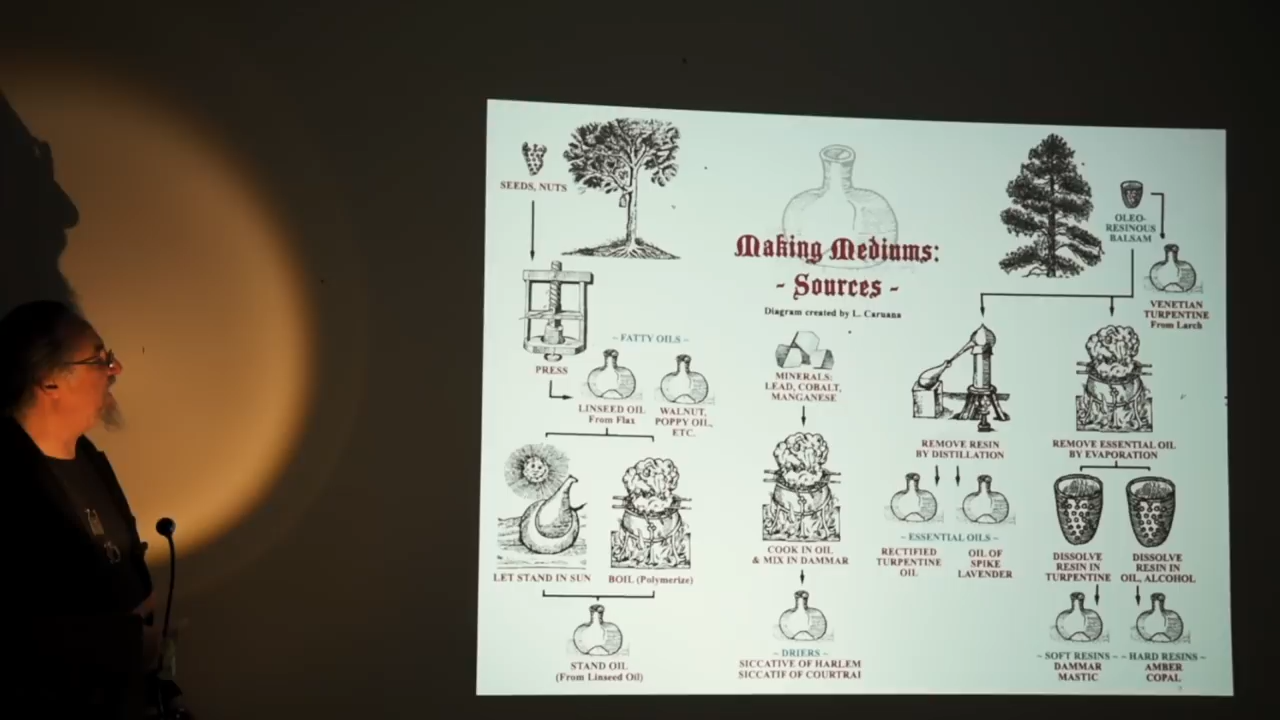 SEEDS, NUTS
PRESS
~ FATTY OILS ~
LINSEED OIL
From Flax
WALNUT,
POPPY OIL,
ETC.
LET STAND IN SUN
BOIL (Polymerize)
STAND OIL
(From Linseed Oil)
Making Mediums:
- Sources -
Diagram created by L. Caruana
MINERALS:
LEAD, COBALT,
MANGANESE
COOK IN OIL
& MIX IN DAMMAR
~ DRIERS ~
SICCATIVE OF HARLEM
SICCATIF OF COURTRAI
OLEO-
RESINOUS
BALSAM
VENETIAN
TURPENTINE
From Larch
REMOVE RESIN
BY DISTILLATION
~ ESSENTIAL OILS ~
RECTIFIED
TURPENTINE
OIL
OIL OF
SPIKE
LAVENDER
REMOVE ESSENTIAL OIL
BY EVAPORATION
DISSOLVE
RESIN IN
TURPENTINE
DISSOLVE
RESIN IN
OIL, ALCOHOL
~ SOFT RESINS ~
DAMMAR
MASTIC
~ HARD RESINS ~
AMBER
COPAL